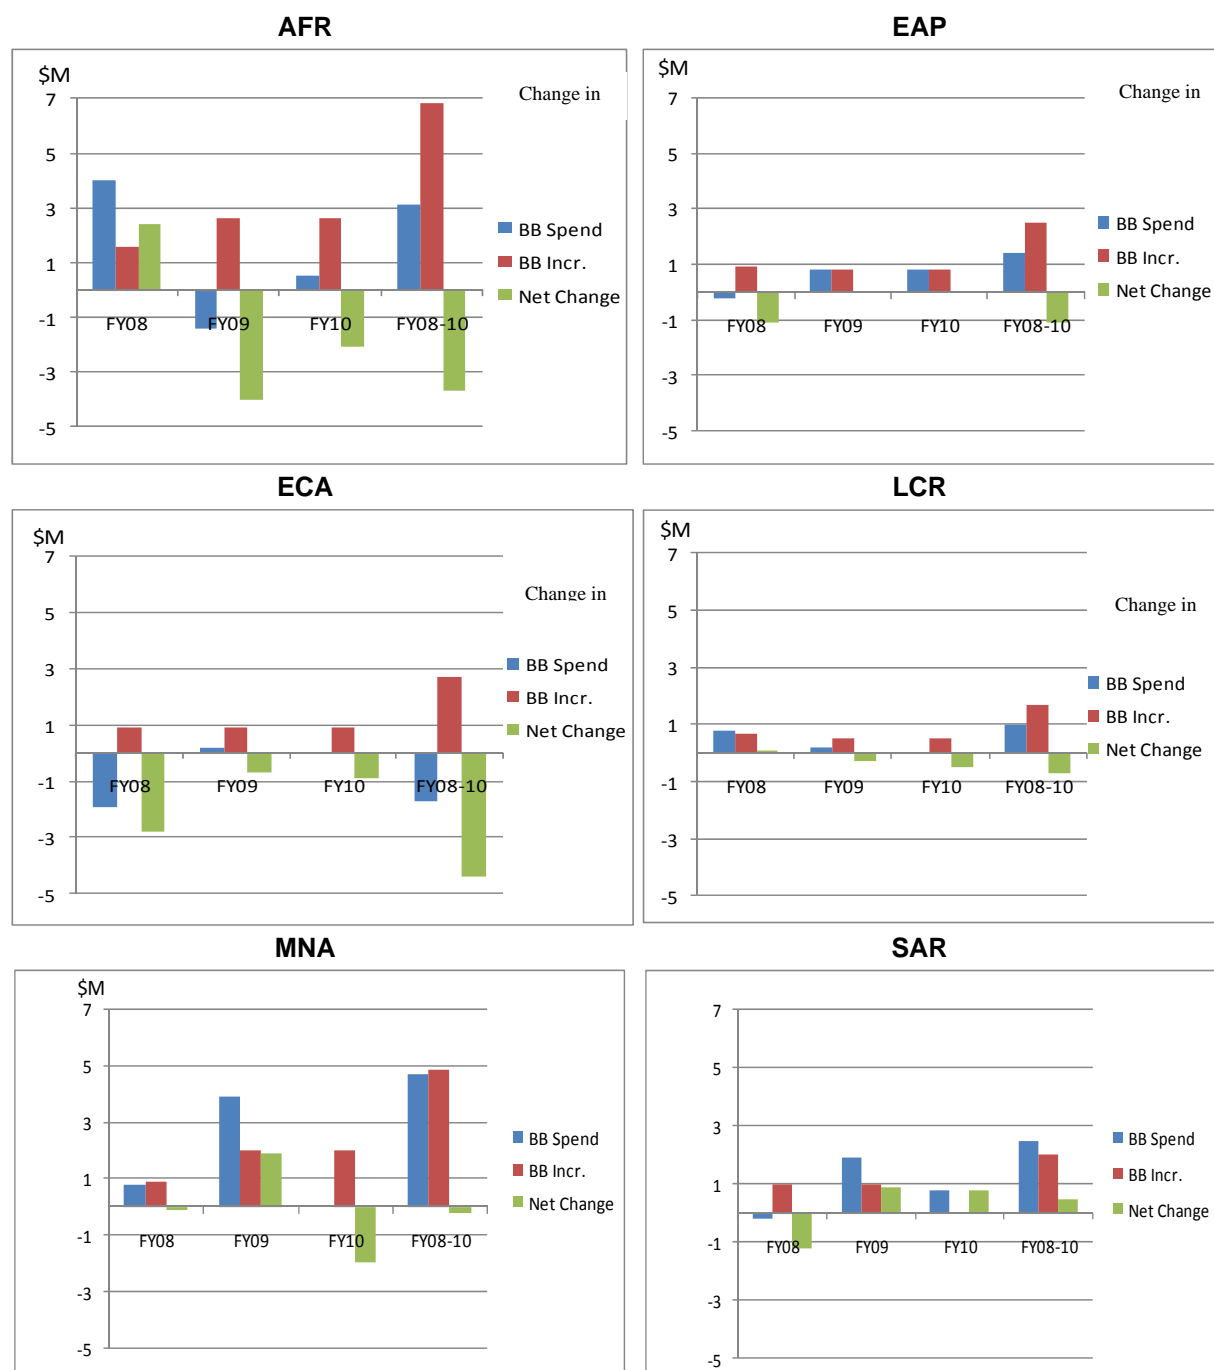 AFR
$M
Change in
7
5
3
1
-1
-3
-5
FY08
FY09
FY10
FY08-10
BB Spend
BB Incr.
Net Change
EAP
$M
Change in
7
5
3
1
-1
-3
-5
FY08
FY09
FY10
FY08-10
BB Spend
BB Incr.
Net Change
ECA
$M
Change in
7
5
3
1
-1
-3
-5
FY08
FY09
FY10
FY08-10
BB Spend
BB Incr.
Net Change
LCR
$M
Change in
7
5
3
1
-1
-3
-5
FY08
FY09
FY10
FY08-10
BB Spend
BB Incr.
Net Change
MNA
$M
7
5
3
1
-1
-3
-5
FY08
FY09
FY10
FY08-10
BB Spend
BB Incr.
Net Change
SAR
7
5
3
1
-1
-3
-5
FY08
FY09
FY10
FY08-10
BB Spend
BB Incr.
Net Change